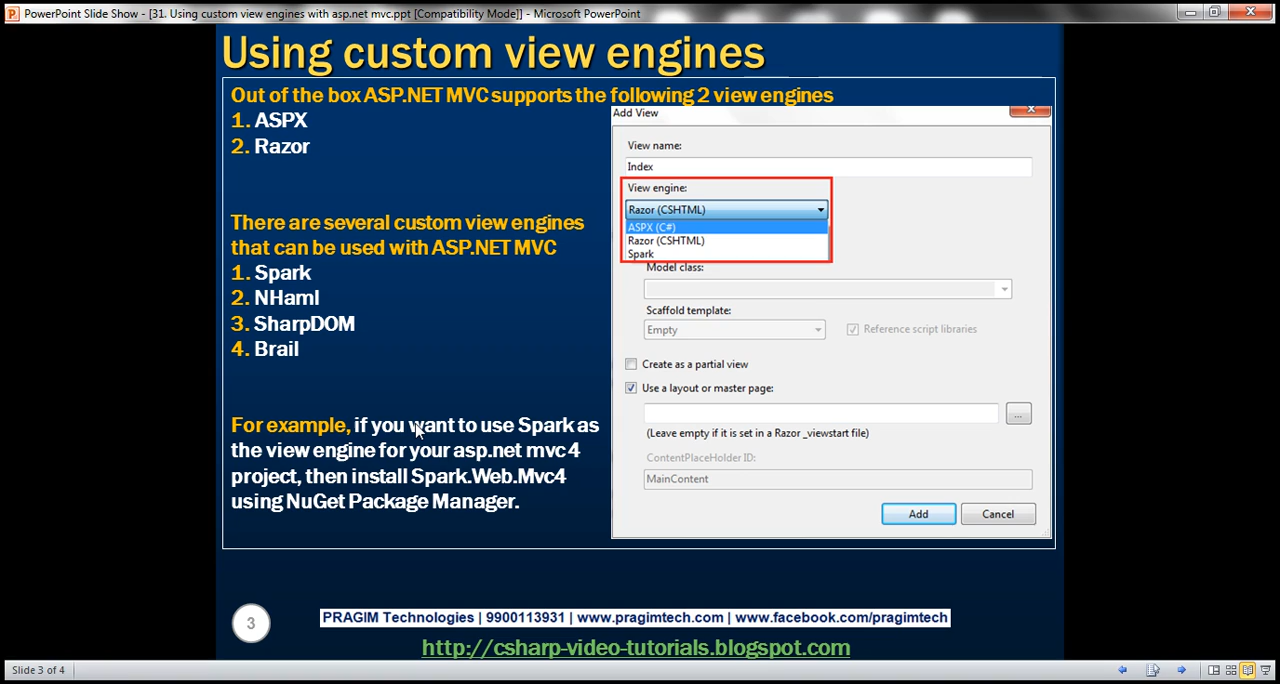 PowerPoint Slide Show - [31. Using custom view engines with asp.net mvc.ppt [Compatibility Mode]] - Microsoft PowerPoint
Using custom view engines
Out of the box ASP.NET MVC supports the following 2 view engines
1. ASPX
2. Razor
There are several custom view engines
that can be used with ASP.NET MVC
1. Spark
2. NHaml
3. SharpDOM
4. Brail
For example, if you want to use Spark as
the view engine for your asp.net mvc 4
project, then install Spark.Web.Mvc4
using NuGet Package Manager.
Add View
View name:
Index
View engine:
Razor (CSHTML)
ASPX (C#)
Razor (CSHTML)
Spark
Model class:
Scaffold template:
Empty
Reference script libraries
Create as a partial view
Use a layout or master page:
...
(Leave empty if it is set in a Razor _viewstart file)
ContentPlaceHolder ID:
MainContent
Add Cancel
3
PRAGIM Technologies | 9900113931 | www.pragimtech.com | www.facebook.com/pragimtech
http://csharp-video-tutorials.blogspot.com
Slide 3 of 4